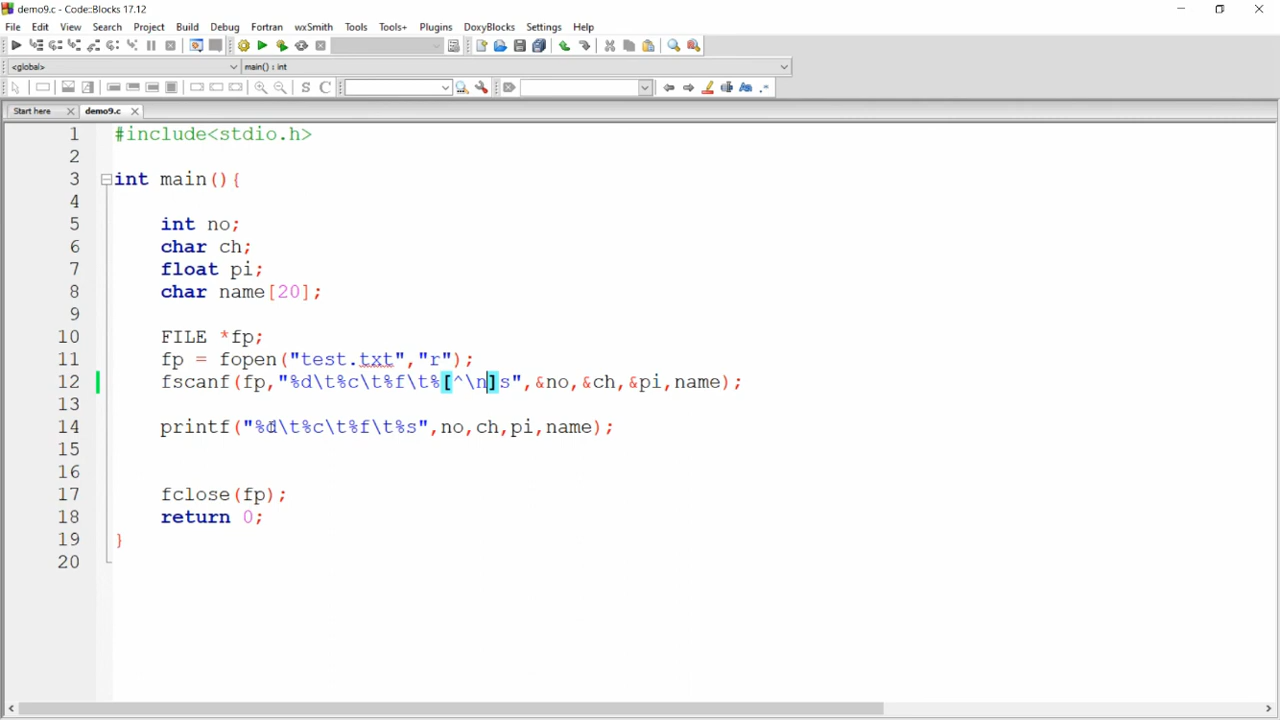 demo9.c - Code::Blocks 17.12
File Edit View Search Project Build Debug Fortran wxSmith Tools Tools+ Plugins DoxyBlocks Settings Help
<global> main() : int
S C
Start here demo9.c
1 #include<stdio.h>
2
3 int main(){
4
5 int no;
6 char ch;
7 float pi;
8 char name[20];
9
10 FILE *fp;
11 fp = fopen("test.txt","r");
12 fscanf(fp,"%d\t%c\t%f\t%[^\n]s",&no,&ch,&pi,name);
13
14 printf("%d\t%c\t%f\t%s",no,ch,pi,name);
15
16
17 fclose(fp);
18 return 0;
19 }
20